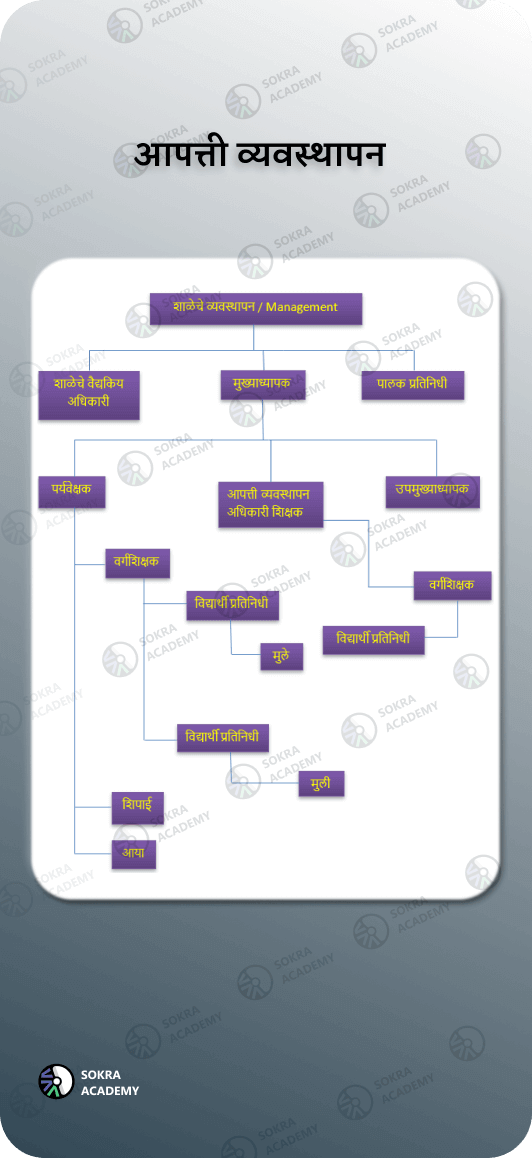 आपत्ती व्यवस्थापन
शाळेचे व्यवस्थापन / Management
शाळेचे वैद्यकिय
अधिकारी
मुख्याध्यापक
पालक प्रतिनिधी
पर्यवेक्षक
आपत्ती व्यवस्थापन
अधिकारी शिक्षक
उपमुख्याध्यापक
वर्गशिक्षक
वर्गशिक्षक
विद्यार्थी प्रतिनिधी
विद्यार्थी प्रतिनिधी
मुले
विद्यार्थी प्रतिनिधी
मुली
शिपाई
आया
SOKRA
ACADEMY